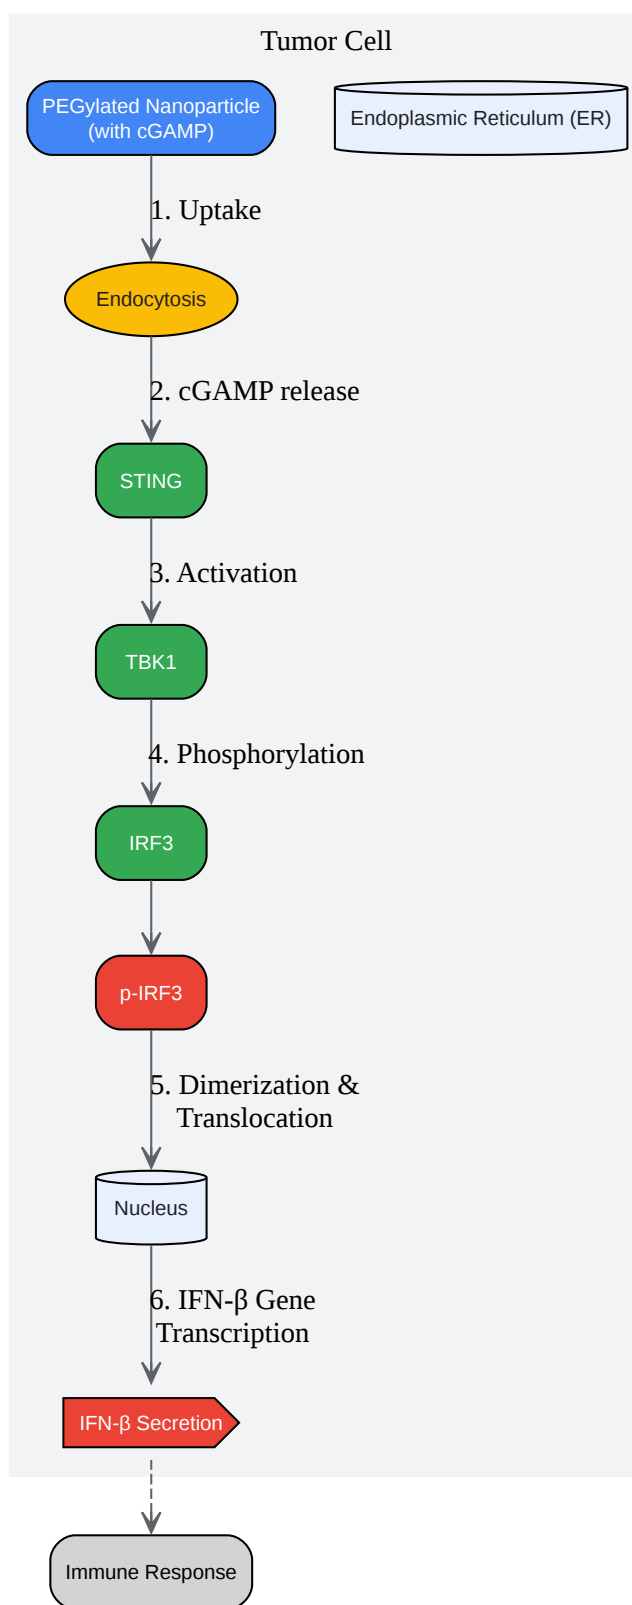 Tumor Cell
PEGylated Nanoparticle
(with cGAMP)
Endoplasmic Reticulum (ER)
1. Uptake
Endocytosis
2. cGAMP release
STING
3. Activation
TBK1
4. Phosphorylation
IRF3
p-IRF3
5. Dimerization &
Translocation
Nucleus
6. IFN-β Gene
Transcription
IFN-β Secretion
Immune Response